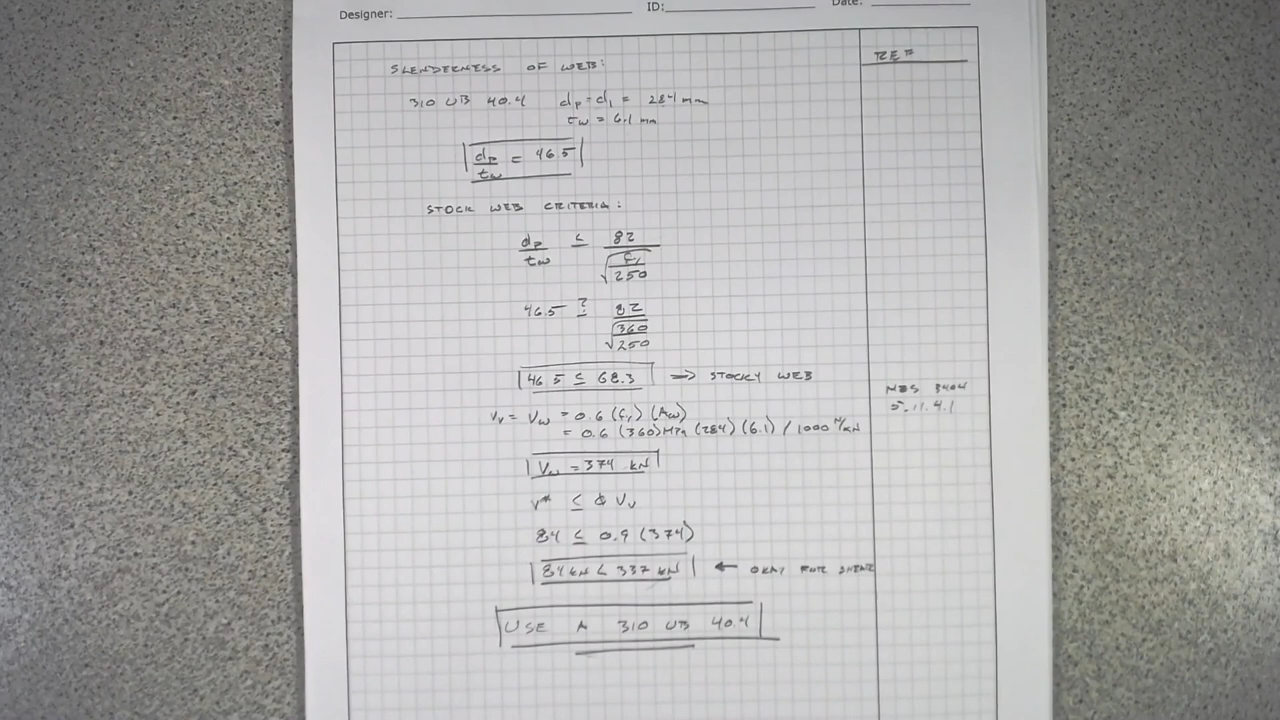 Designer: ID: Date:
REF
SLENDERNESS OF WEB:
310 UB 40.4 dp = d1 = 284 mm
tw = 6.1 mm
dp/tw = 46.5
STOCK WEB CRITERIA:
dp/tw ≤ 82/√(fy/250)
46.5 ≤? 82/√(360/250)
46.5 ≤ 68.3 => STOCKY WEB
NZS 3404
5.11.4.1
Vv = Vw = 0.6 (fy) (Aw)
= 0.6 (360)MPa (284) (6.1) / 1000 N/kN
Vw = 374 kN
V* ≤ φ Vv
84 ≤ 0.9 (374)
84 kN < 337 kN ← OKAY FOR SHEAR
USE A 310 UB 40.4